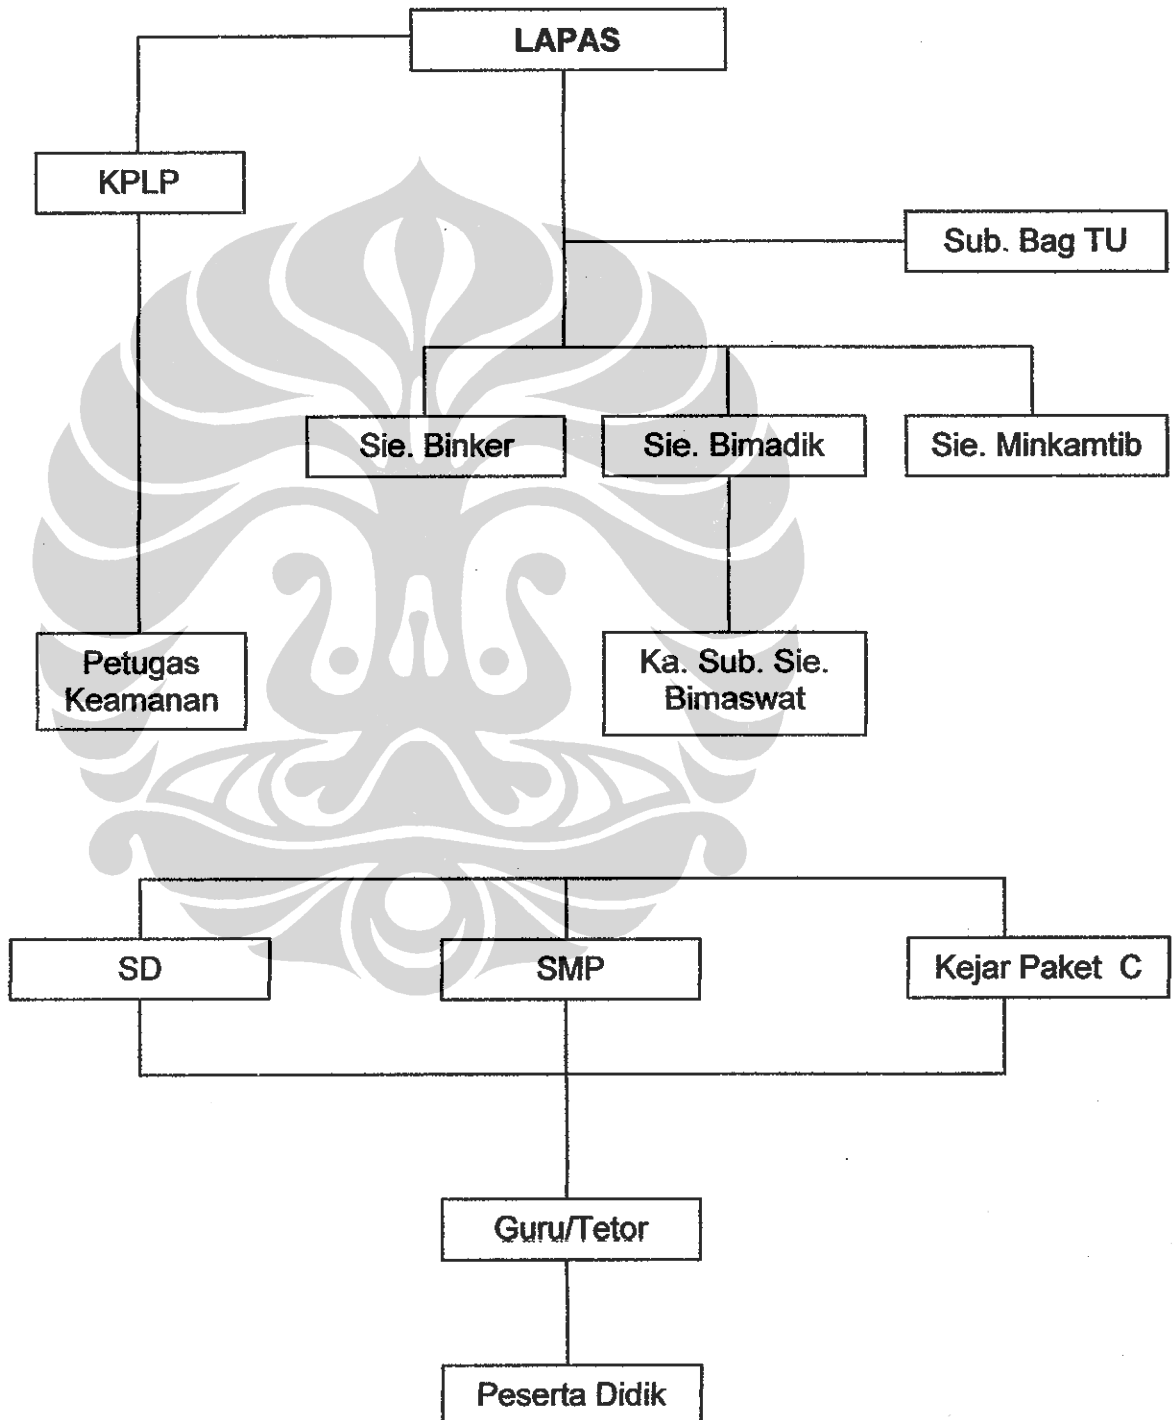 LAPAS
KPLP
Sub. Bag TU
Sie. Binker
Sie. Bimadik
Sie. Minkamtib
Petugas
Keamanan
Ka. Sub. Sie.
Bimaswat
SD
SMP
Kejar Paket C
Guru/Tetor
Peserta Didik